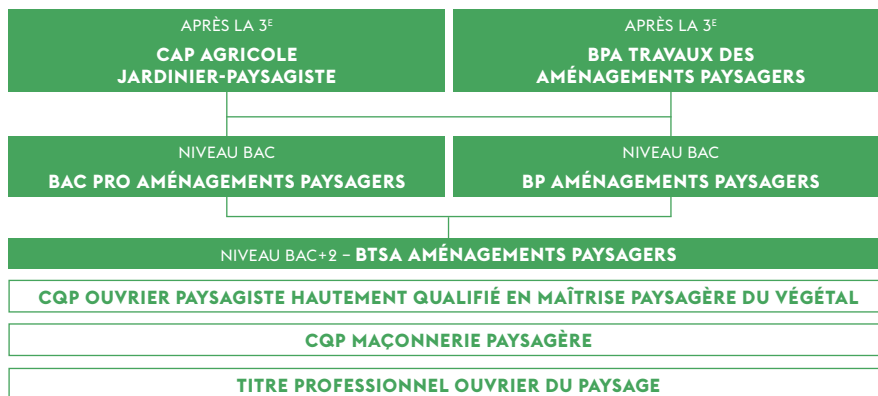 APRÈS LA 3E
CAP AGRICOLE
JARDINIER-PAYSAGISTE
APRÈS LA 3E
BPA TRAVAUX DES
AMÉNAGEMENTS PAYSAGERS
NIVEAU BAC
BAC PRO AMÉNAGEMENTS PAYSAGERS
NIVEAU BAC
BP AMÉNAGEMENTS PAYSAGERS
NIVEAU BAC+2 – BTSA AMÉNAGEMENTS PAYSAGERS
CQP OUVRIER PAYSAGISTE HAUTEMENT QUALIFIÉ EN MAÎTRISE PAYSAGÈRE DU VÉGÉTAL
CQP MAÇONNERIE PAYSAGÈRE
TITRE PROFESSIONNEL OUVRIER DU PAYSAGE